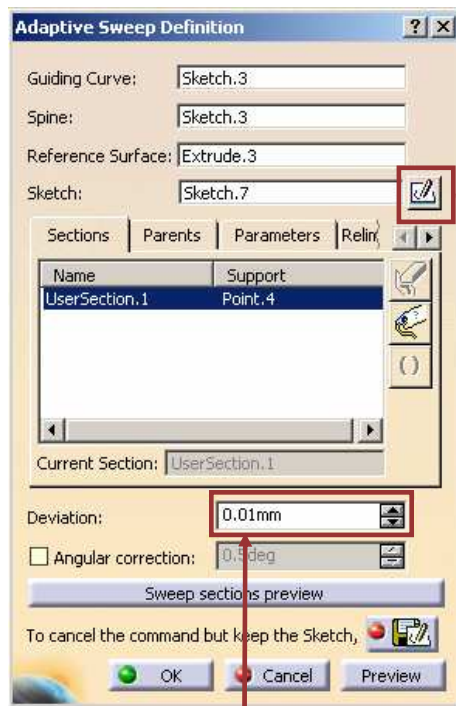 Adaptive Sweep Definition
Guiding Curve: Sketch.3
Spine: Sketch.3
Reference Surface: Extrude.3
Sketch: Sketch.7
Sections Parents Parameters
Name Support
UserSection.1 Point.4
( )
Current Section: UserSection.1
Deviation: 0.01mm
Angular correction: 0.5deg
Sweep sections preview
To cancel the command but keep the Sketch,
OK Cancel Preview